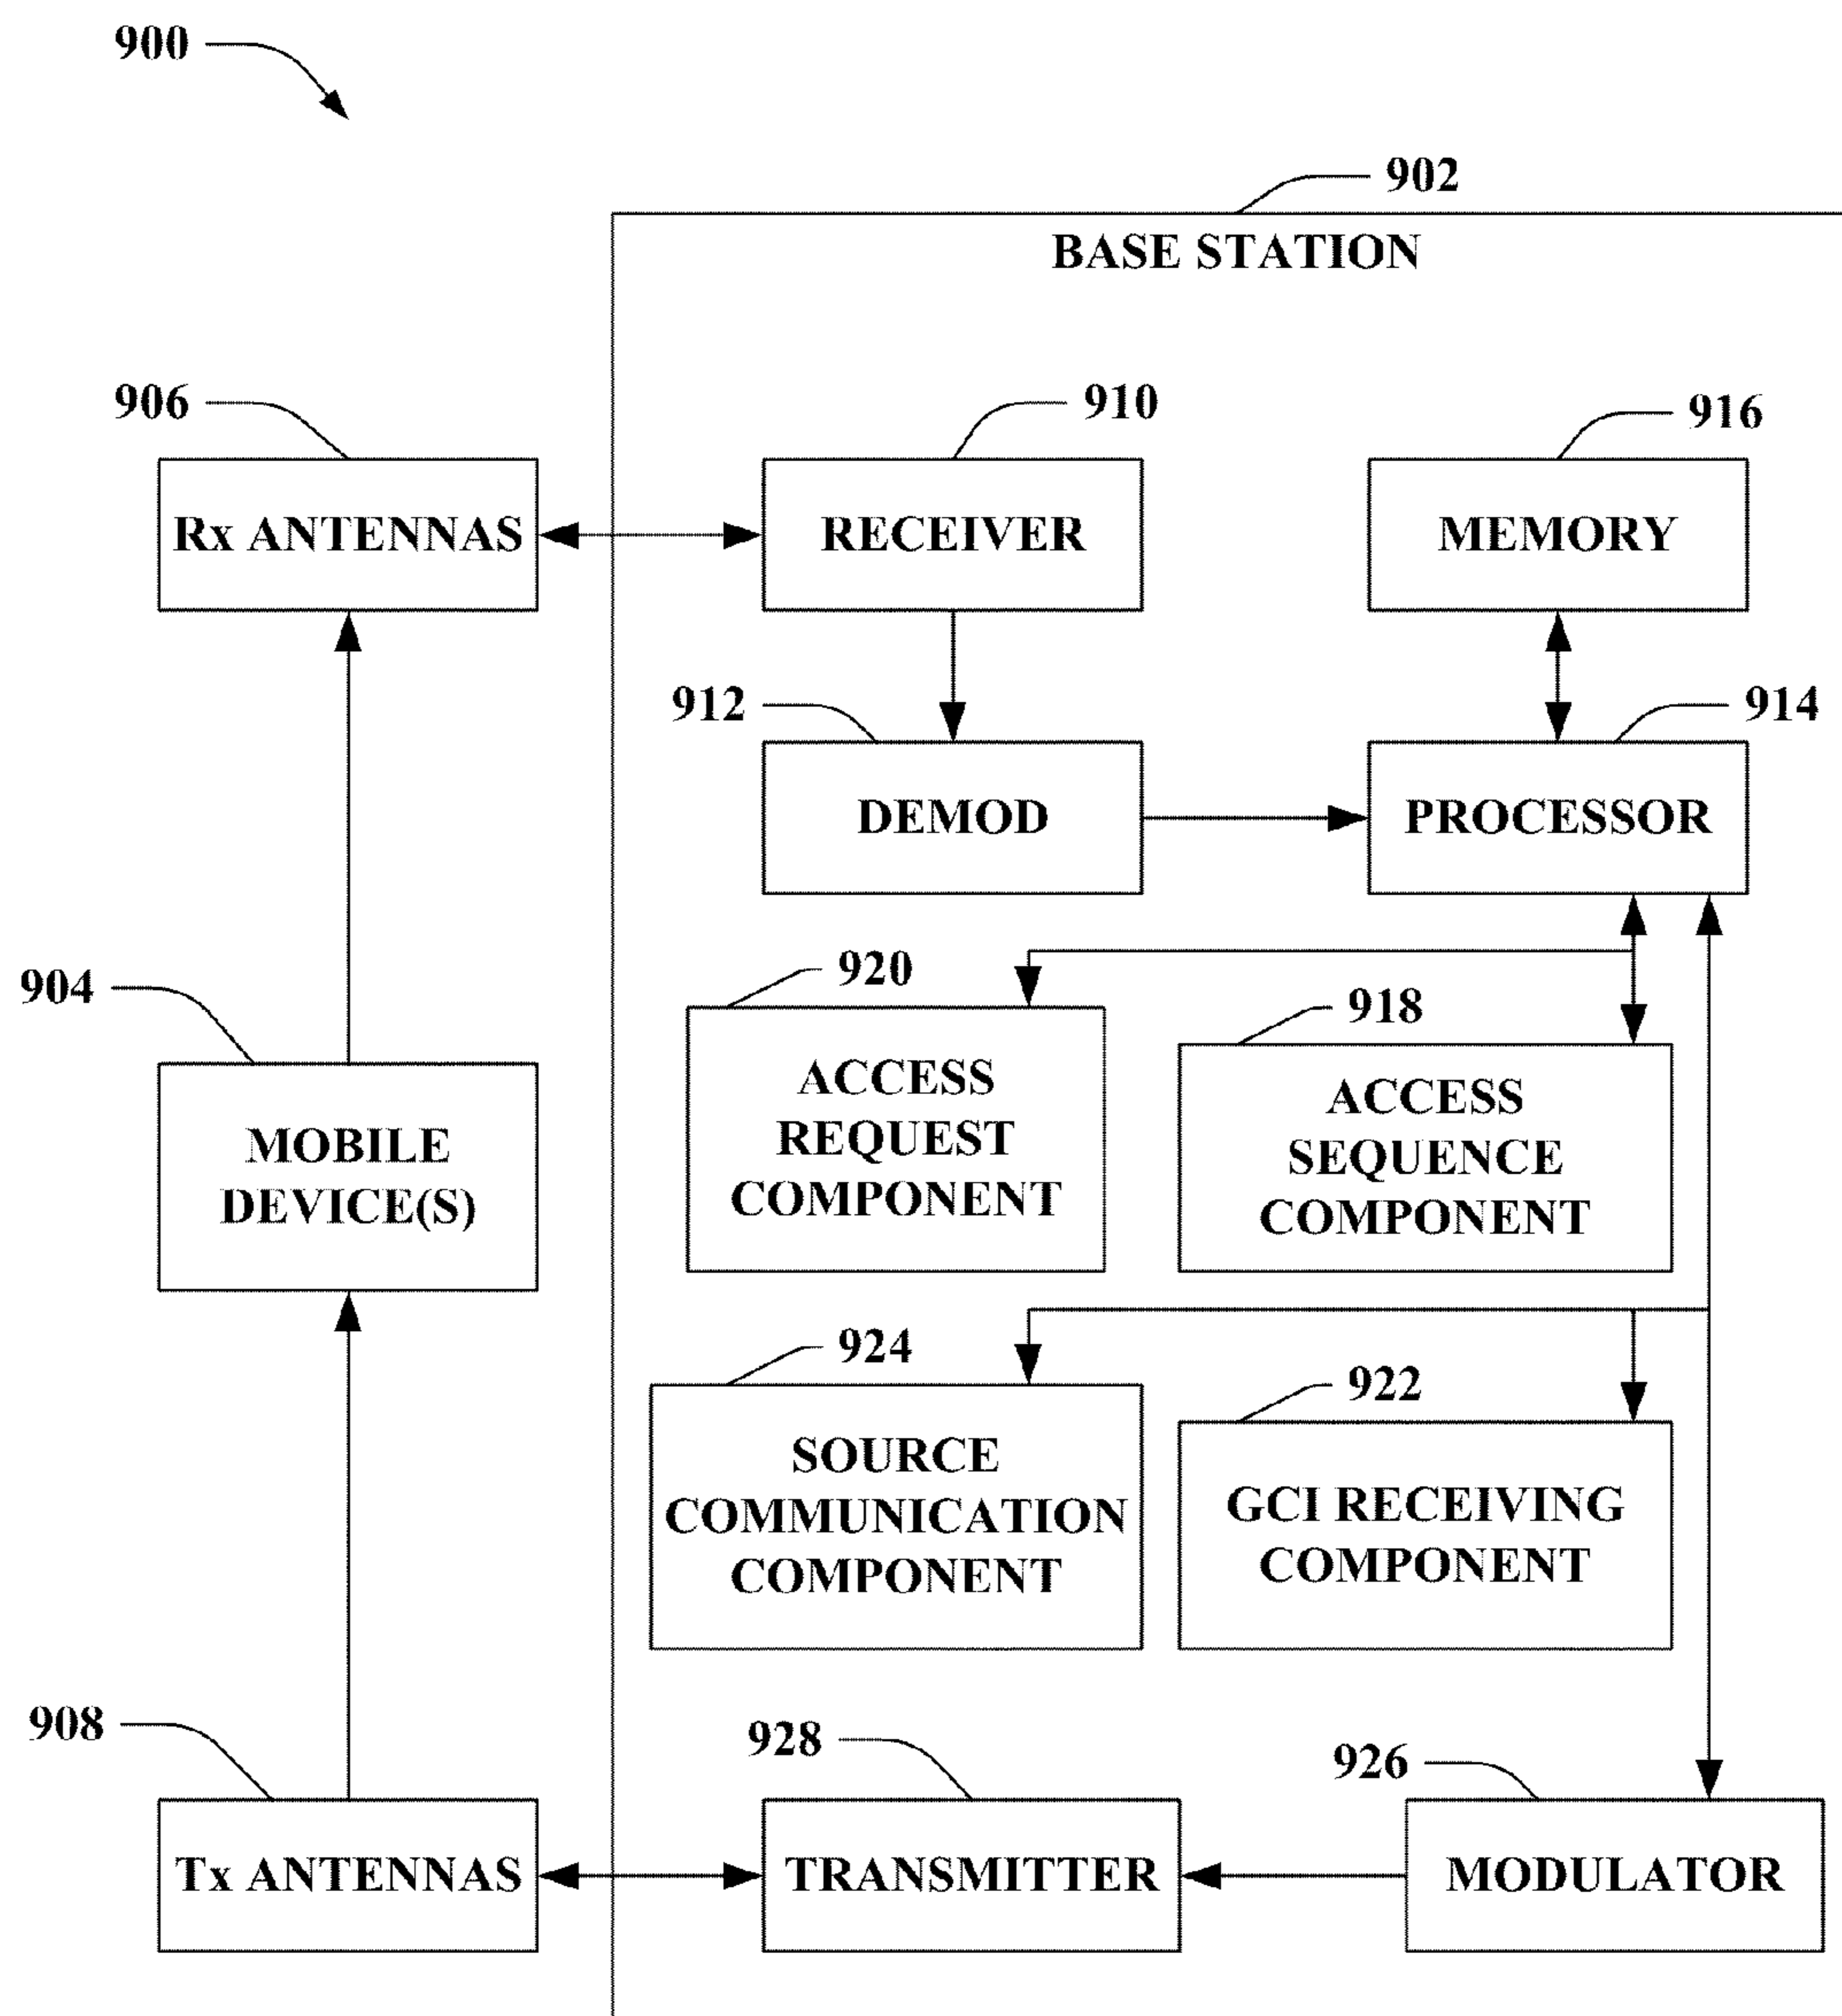 900
902
BASE STATION
906
910
916
Rx ANTENNAS
RECEIVER
MEMORY
912
914
DEMOD
PROCESSOR
920
904
918
ACCESS
REQUEST
COMPONENT
ACCESS
SEQUENCE
COMPONENT
MOBILE
DEVICE(S)
924
922
SOURCE
COMMUNICATION
COMPONENT
GCI RECEIVING
COMPONENT
908
928
926
Tx ANTENNAS
TRANSMITTER
MODULATOR